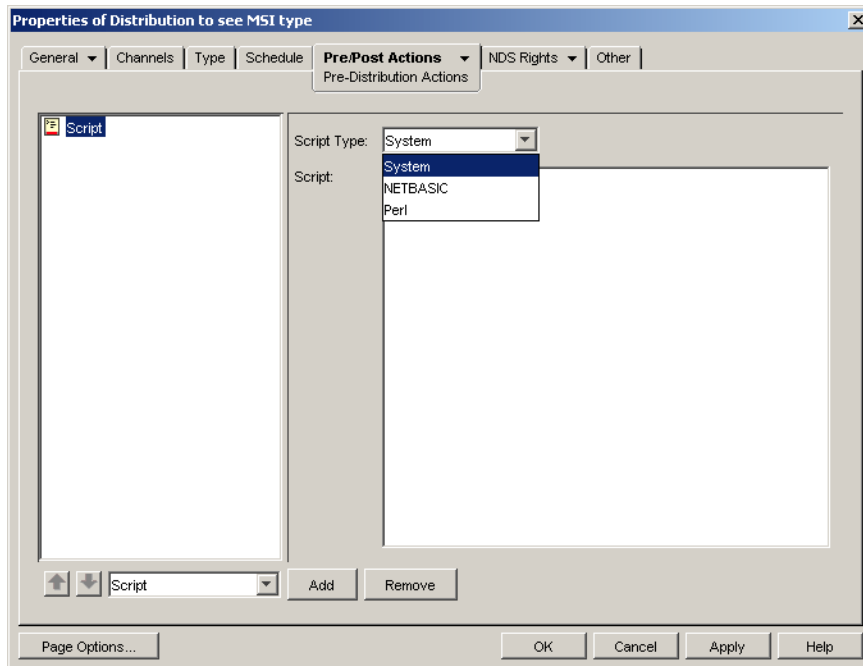 Properties of Distribution to see MSI type
General Channels Type Schedule Pre/Post Actions NDS Rights Other
Pre-Distribution Actions
Script
Script Type: System
System
Script:
NETBASIC
Perl
Script Add Remove
Page Options... OK Cancel Apply Help